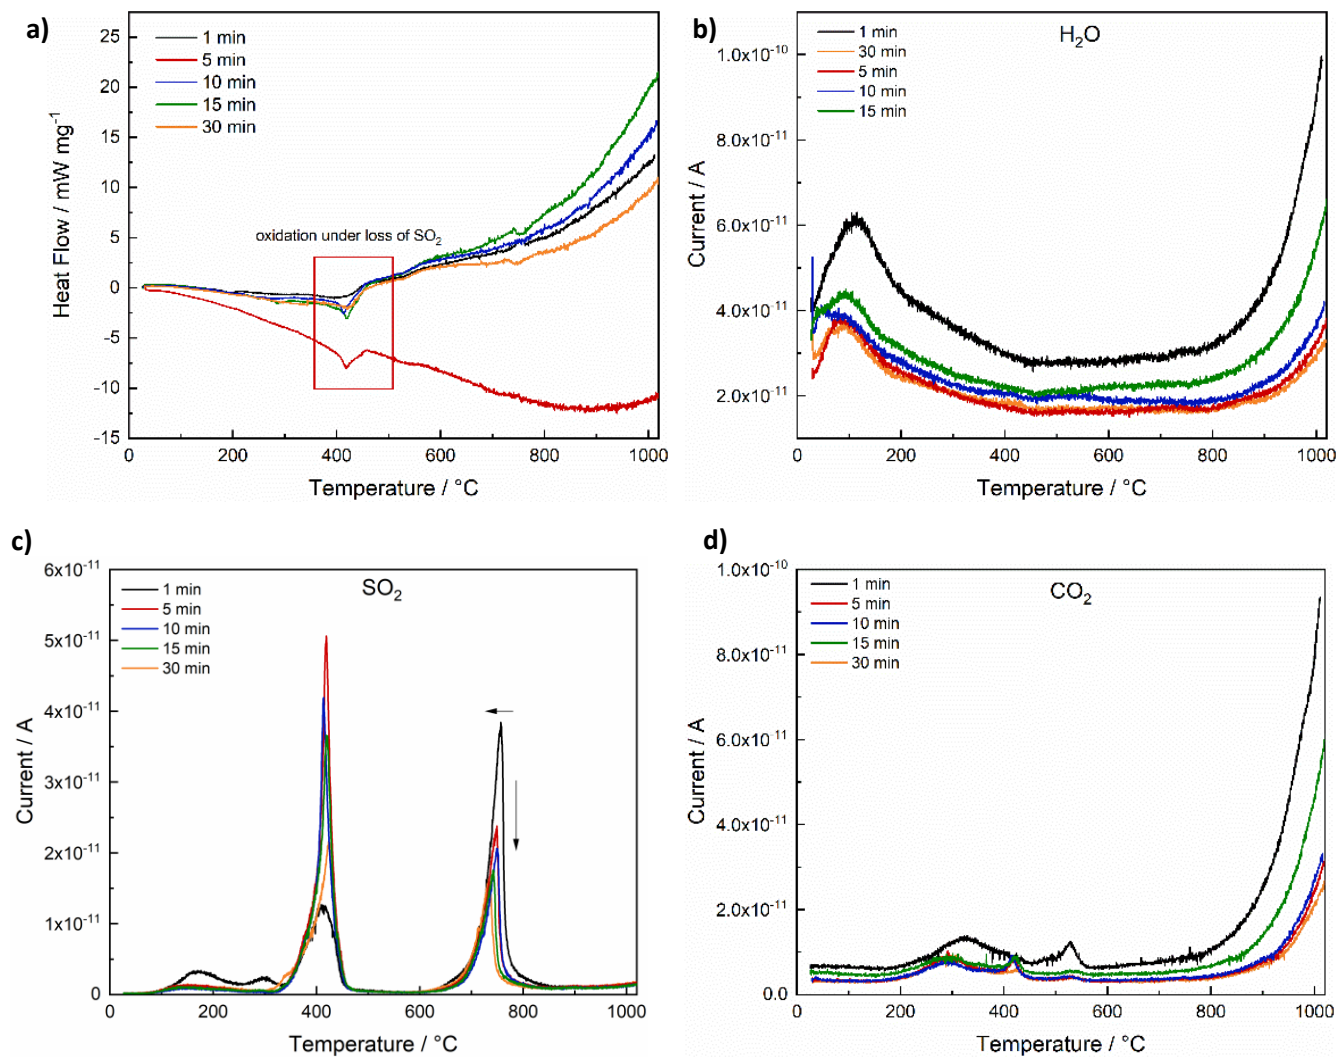 a)
25
20
15
10
5
0
-5
-10
-15
Heat Flow / mW mg⁻¹
1 min
5 min
10 min
15 min
30 min
oxidation under loss of SO₂
0
200
400
600
800
1000
Temperature / °C
b)
H₂O
1.0x10⁻¹⁰
8.0x10⁻¹¹
6.0x10⁻¹¹
4.0x10⁻¹¹
2.0x10⁻¹¹
Current / A
1 min
30 min
5 min
10 min
15 min
0
200
400
600
800
1000
Temperature / °C
c)
SO₂
6x10⁻¹¹
5x10⁻¹¹
4x10⁻¹¹
3x10⁻¹¹
2x10⁻¹¹
1x10⁻¹¹
0
Current / A
1 min
5 min
10 min
15 min
30 min
0
200
400
600
800
1000
Temperature / °C
d)
CO₂
1.0x10⁻¹⁰
8.0x10⁻¹¹
6.0x10⁻¹¹
4.0x10⁻¹¹
2.0x10⁻¹¹
0.0
Current / A
1 min
5 min
10 min
15 min
30 min
0
200
400
600
800
1000
Temperature / °C